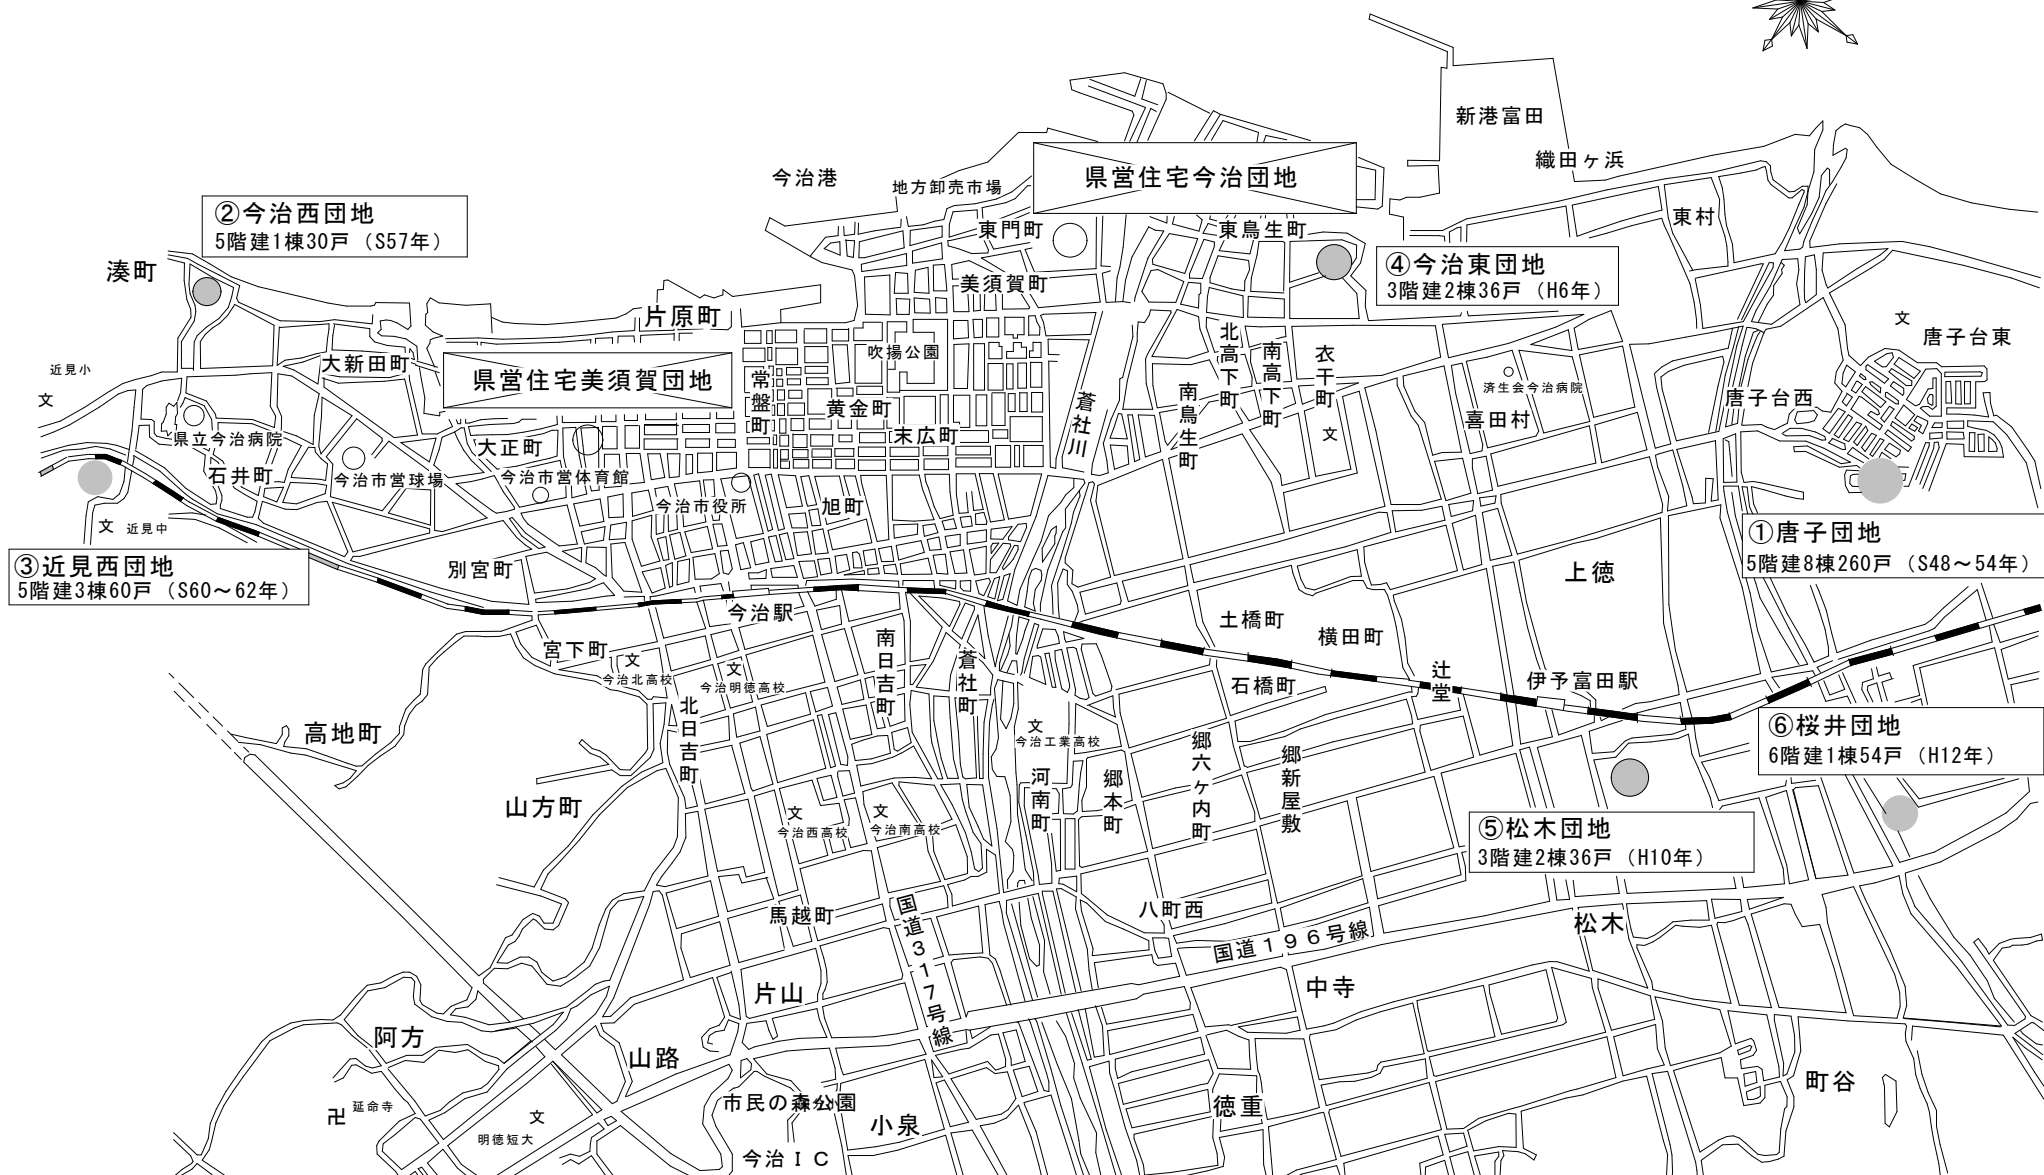 新港富田
織田ヶ浜
今治港
地方卸売市場
県営住宅今治団地
②今治西団地
5階建1棟30戸（S57年）
東門町
東鳥生町
東村
湊町
④今治東団地
3階建2棟36戸（H6年）
美須賀町
片原町
吹揚公園
北高下町
南高下町
衣干町
文
唐子台東
近見小
文
大新田町
県営住宅美須賀団地
常盤町
黄金町
末広町
蒼社川
南鳥生町
済生会今治病院
喜田村
唐子台西
文
県立今治病院
石井町
今治市営球場
大正町
今治市営体育館
今治市役所
旭町
文
近見中
①唐子団地
5階建8棟260戸（S48～54年）
③近見西団地
5階建3棟60戸（S60～62年）
別宮町
上徳
今治駅
土橋町
横田町
宮下町
文
今治北高校
文
今治明徳高校
南日吉町
蒼社町
石橋町
辻堂
伊予富田駅
北日吉町
高地町
文
今治工業高校
⑥桜井団地
6階建1棟54戸（H12年）
郷六ヶ内町
郷新屋敷
山方町
河南町
郷本町
文
今治西高校
文
今治南高校
⑤松木団地
3階建2棟36戸（H10年）
馬越町
国道317号線
八町西
国道196号線
松木
片山
中寺
阿方
山路
町谷
卍
延命寺
文
明徳短大
市民の森公園
小泉
徳重
今治IC